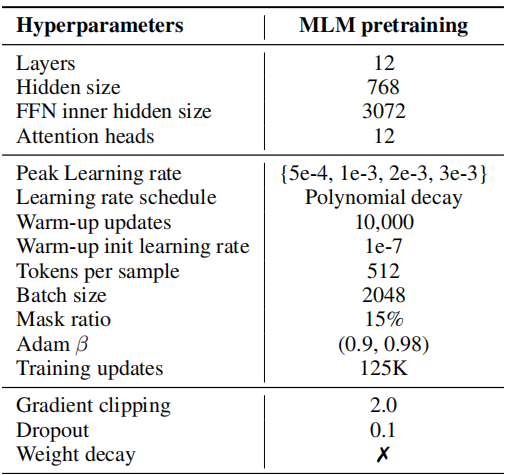 Hyperparameters MLM pretraining
Layers 12
Hidden size 768
FFN inner hidden size 3072
Attention heads 12
Peak Learning rate {5e-4, 1e-3, 2e-3, 3e-3}
Learning rate schedule Polynomial decay
Warm-up updates 10,000
Warm-up init learning rate 1e-7
Tokens per sample 512
Batch size 2048
Mask ratio 15%
Adam β (0.9, 0.98)
Training updates 125K
Gradient clipping 2.0
Dropout 0.1
Weight decay ✗